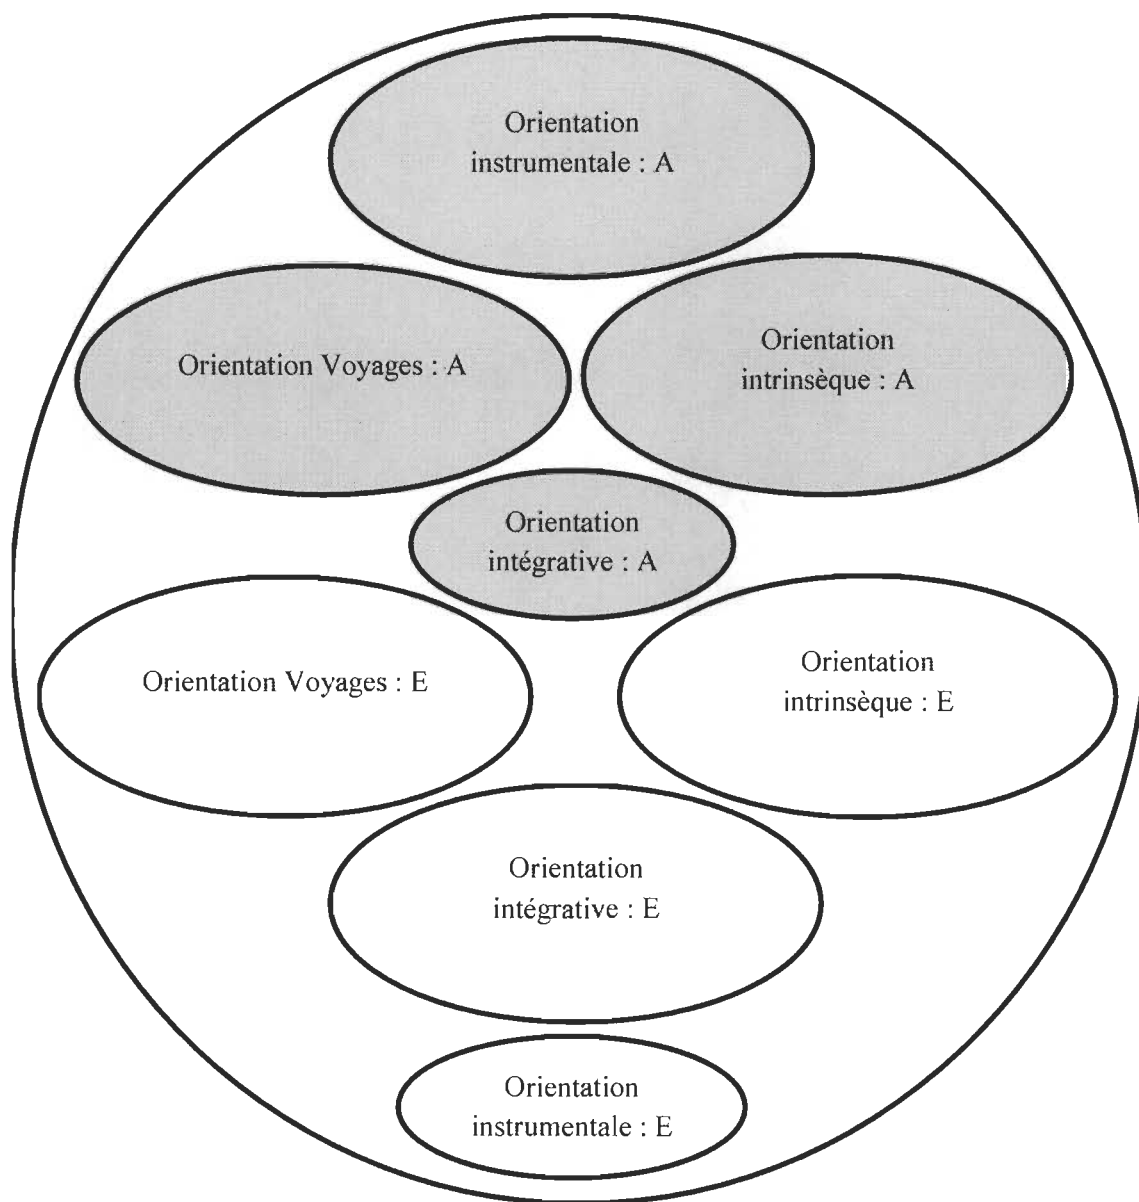 Orientation
instrumentale : A
Orientation Voyages : A
Orientation
intrinsèque : A
Orientation
intégrative : A
Orientation Voyages : E
Orientation
intrinsèque : E
Orientation
intégrative : E
Orientation
instrumentale : E